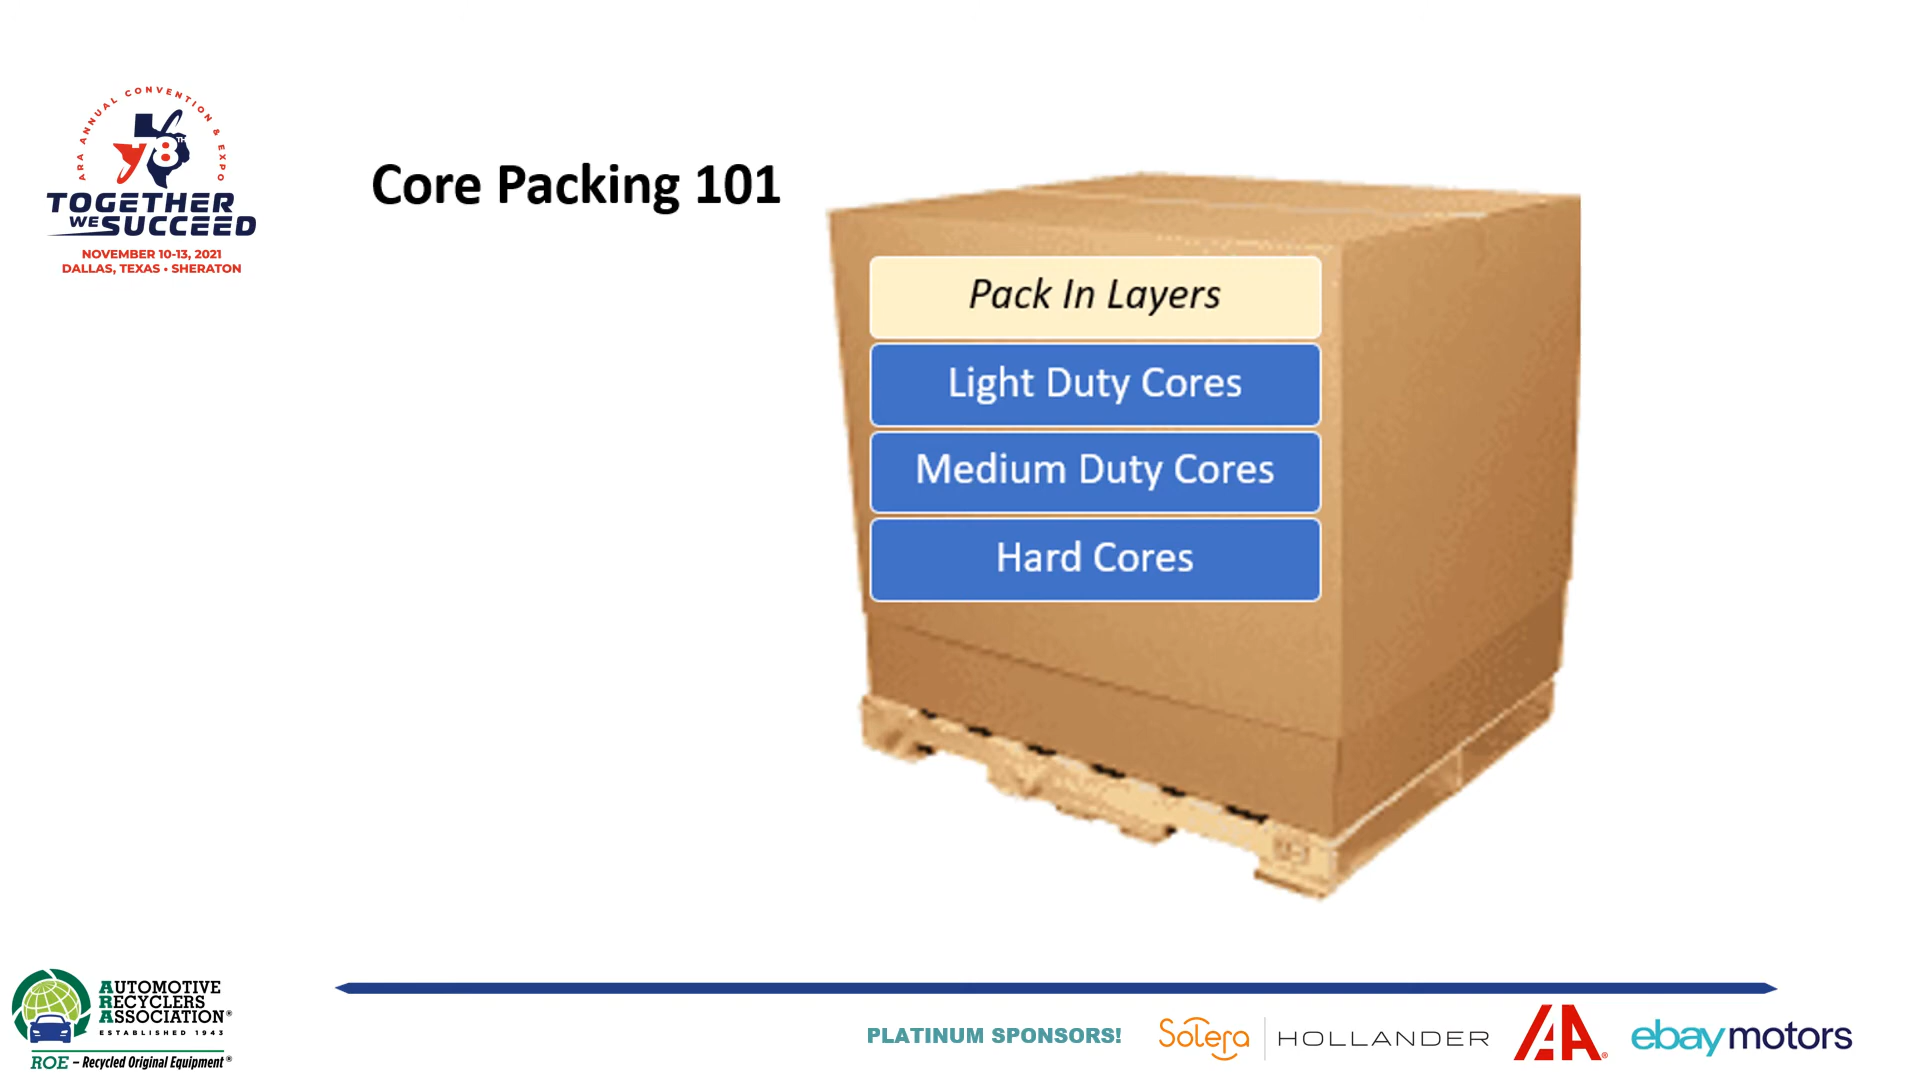 ARA ANNUAL CONVENTION & EXPO
78TH
TOGETHER
WE SUCCEED
NOVEMBER 10-13, 2021
DALLAS, TEXAS • SHERATON
Core Packing 101
Pack In Layers
Light Duty Cores
Medium Duty Cores
Hard Cores
AUTOMOTIVE
RECYCLERS
ASSOCIATION®
ESTABLISHED 1943
ROE – Recycled Original Equipment®
PLATINUM SPONSORS!
Solera
HOLLANDER
IAA®
ebaymotors